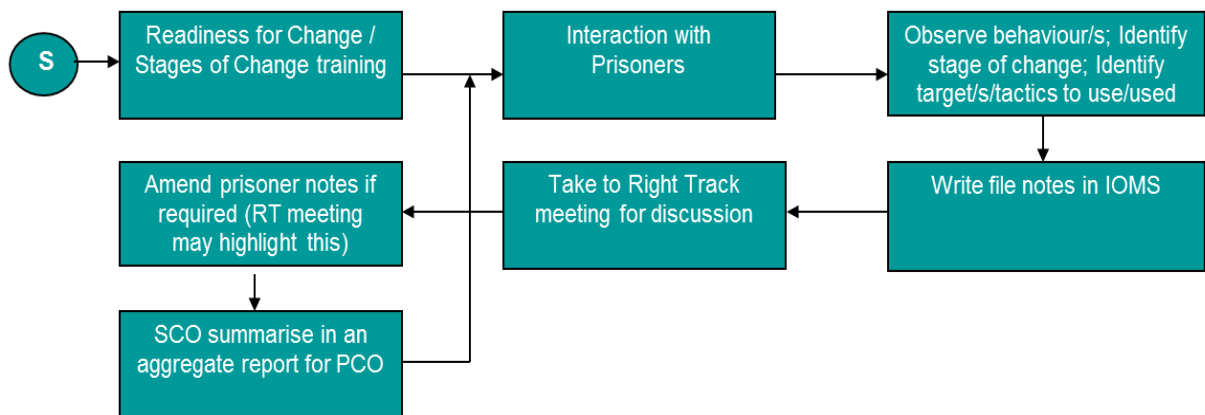 S
Readiness for Change /
Stages of Change training
Interaction with
Prisoners
Observe behaviour/s; Identify
stage of change; Identify
target/s/tactics to use/used
Write file notes in IOMS
Take to Right Track
meeting for discussion
Amend prisoner notes if
required (RT meeting
may highlight this)
SCO summarise in an
aggregate report for PCO